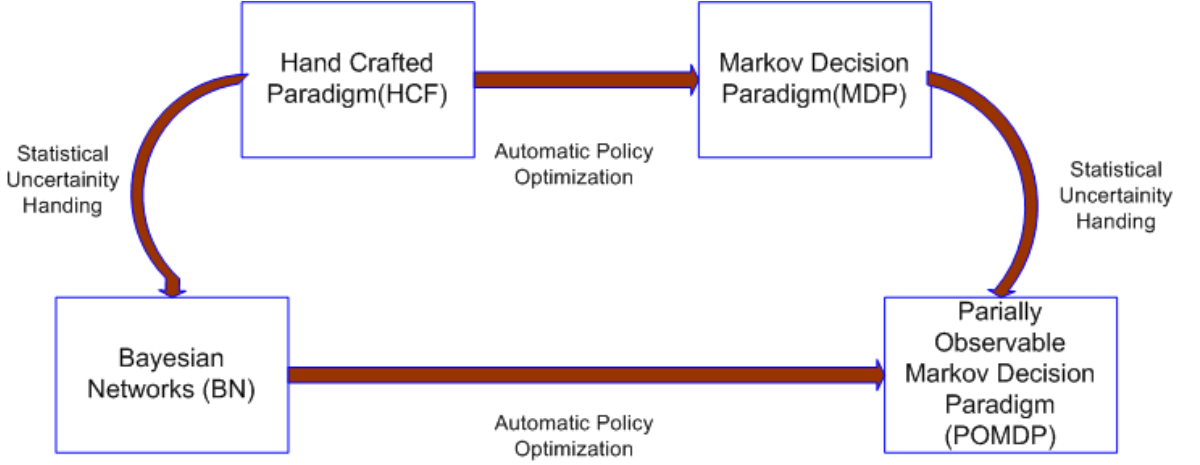 Hand Crafted
Paradigm(HCF)
Markov Decision
Paradigm(MDP)
Automatic Policy
Optimization
Statistical
Uncertainity
Handing
Statistical
Uncertainity
Handing
Bayesian
Networks (BN)
Parially
Observable
Markov Decision
Paradigm
(POMDP)
Automatic Policy
Optimization